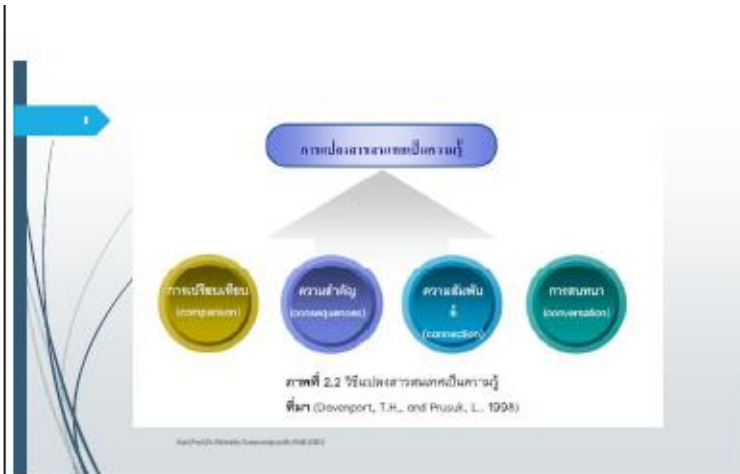 การแปลงสารสนเทศเป็นความรู้
การเปรียบเทียบ
(comparison)
ความสำคัญ
(consequences)
ความสัมพัน
ธ์
(connection)
การสนทนา
(conversation)
ภาพที่ 2.2 วิธีแปลงสารสนเทศเป็นความรู้
ที่มา (Davenport, T.H., and Prusak, L.. 1998)